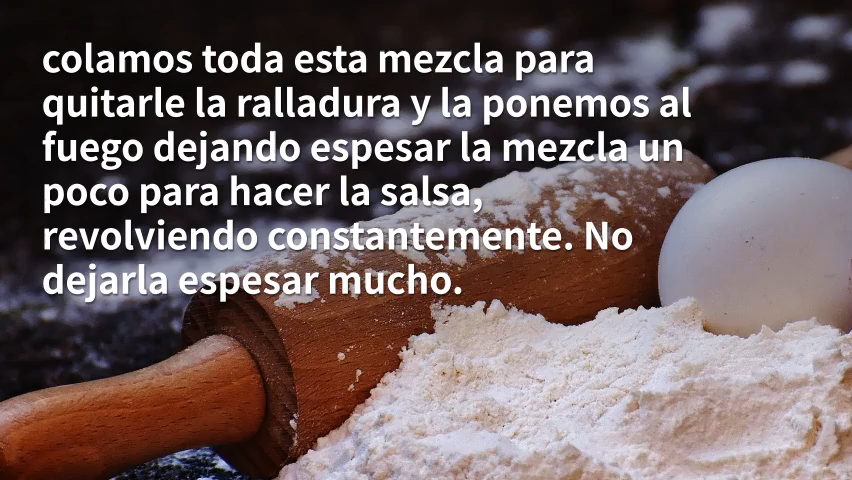 colamos toda esta mezcla para
quitarle la ralladura y la ponemos al
fuego dejando espesar la mezcla un
poco para hacer la salsa,
revolviendo constantemente. No
dejarla espesar mucho.